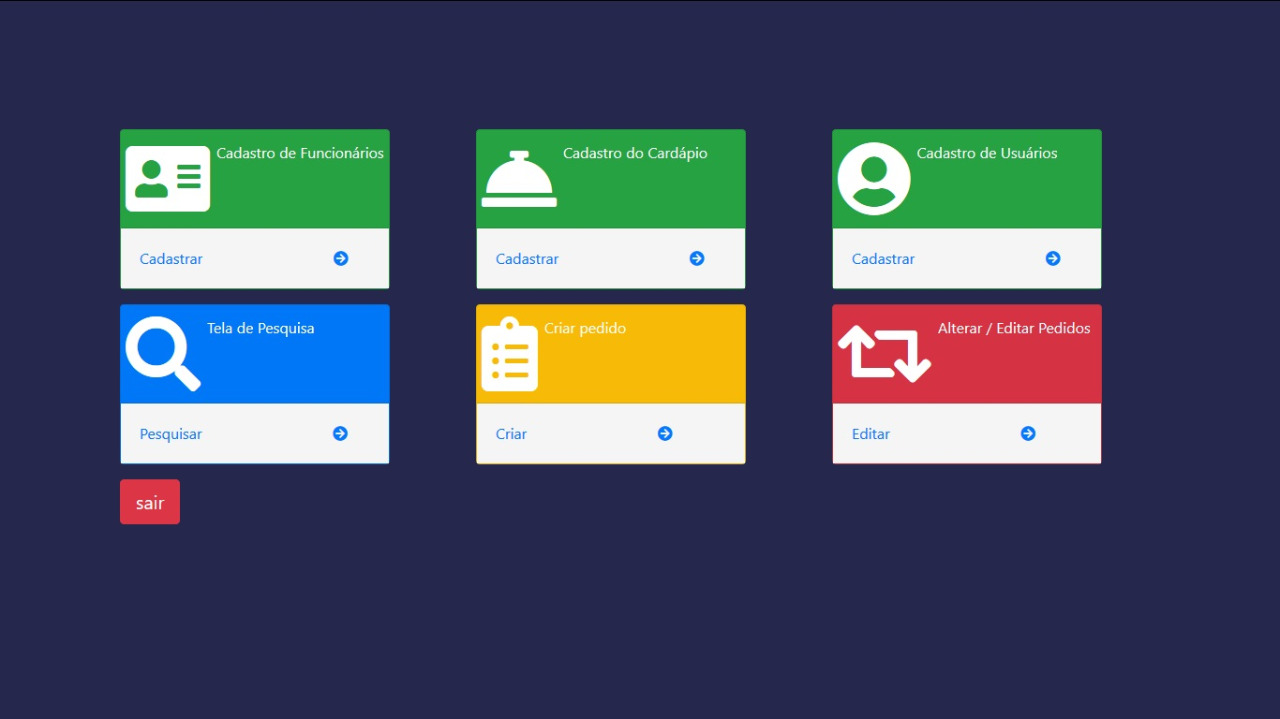 Cadastro de Funcionários
Cadastro do Cardápio
Cadastro de Usuários
Cadastrar
Cadastrar
Cadastrar
Tela de Pesquisa
Criar pedido
Alterar / Editar Pedidos
Pesquisar
Criar
Editar
sair